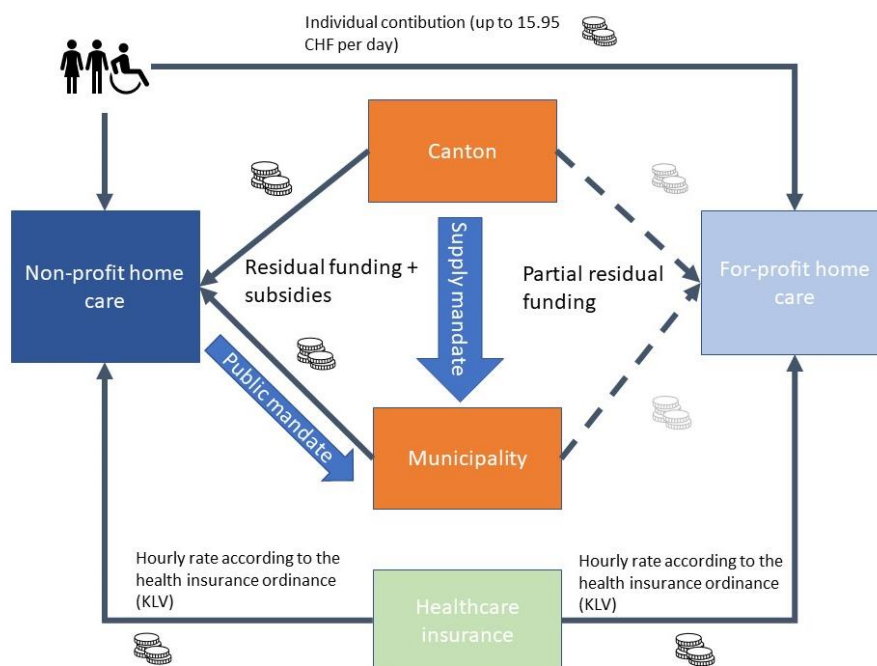 Individual contibution (up to 15.95
CHF per day)
Canton
Non-profit home
care
Residual funding +
subsidies
Supply mandate
Partial residual
funding
For-profit home
care
Public mandate
Municipality
Hourly rate according to the
health insurance ordinance
(KLV)
Hourly rate according to the
health insurance ordinance
(KLV)
Healthcare
insurance